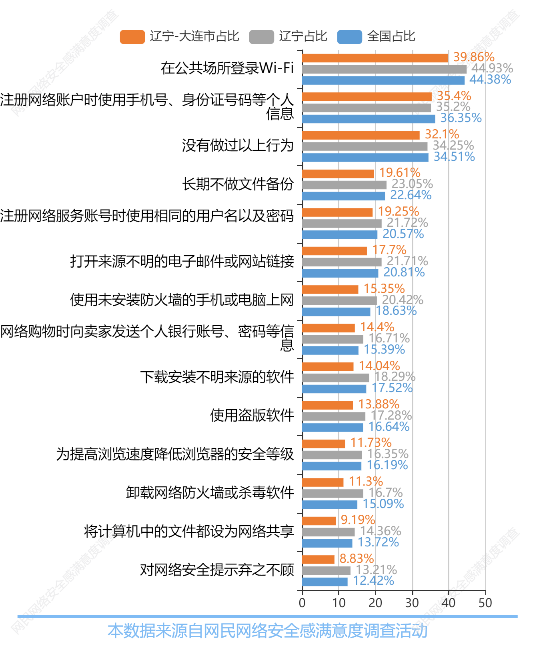 辽宁-大连市占比 辽宁占比 全国占比
在公共场所登录Wi-Fi 39.86% 44.93% 44.38%
注册网络账户时使用手机号、身份证号码等个人
信息 35.4% 35.2% 36.35%
没有做过以上行为 32.1% 34.25% 34.51%
长期不做文件备份 19.61% 23.05% 22.64%
注册网络服务账号时使用相同的用户名以及密码 19.25% 21.72% 20.57%
打开来源不明的电子邮件或网站链接 17.7% 21.71% 20.81%
使用未安装防火墙的手机或电脑上网 15.35% 20.42% 18.63%
网络购物时向卖家发送个人银行账号、密码等信
息 14.4% 16.71% 15.39%
下载安装不明来源的软件 14.04% 18.29% 17.52%
使用盗版软件 13.88% 17.28% 16.64%
为提高浏览速度降低浏览器的安全等级 11.73% 16.35% 16.19%
卸载网络防火墙或杀毒软件 11.3% 16.7% 15.09%
将计算机中的文件都设为网络共享 9.19% 14.36% 13.72%
对网络安全提示弃之不顾 8.83% 13.21% 12.42%
0 10 20 30 40 50
本数据来源自网民网络安全感满意度调查活动